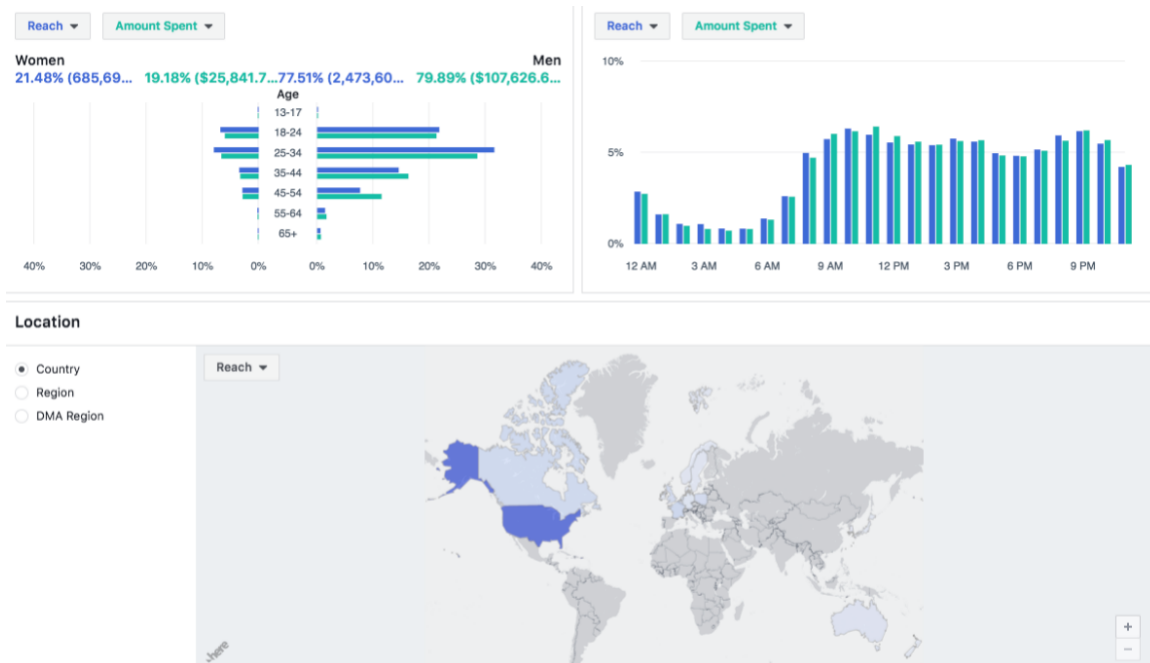 Reach Amount Spent
Women Men
21.48% (685,69... 19.18% ($25,841.7... 77.51% (2,473,60... 79.89% ($107,626.6...
Age
13-17
18-24
25-34
35-44
45-54
55-64
65+
40% 30% 20% 10% 0% 0% 10% 20% 30% 40%
Reach Amount Spent
10%
5%
0%
12 AM 3 AM 6 AM 9 AM 12 PM 3 PM 6 PM 9 PM
Location
Country
Region
DMA Region
Reach
+
−
here